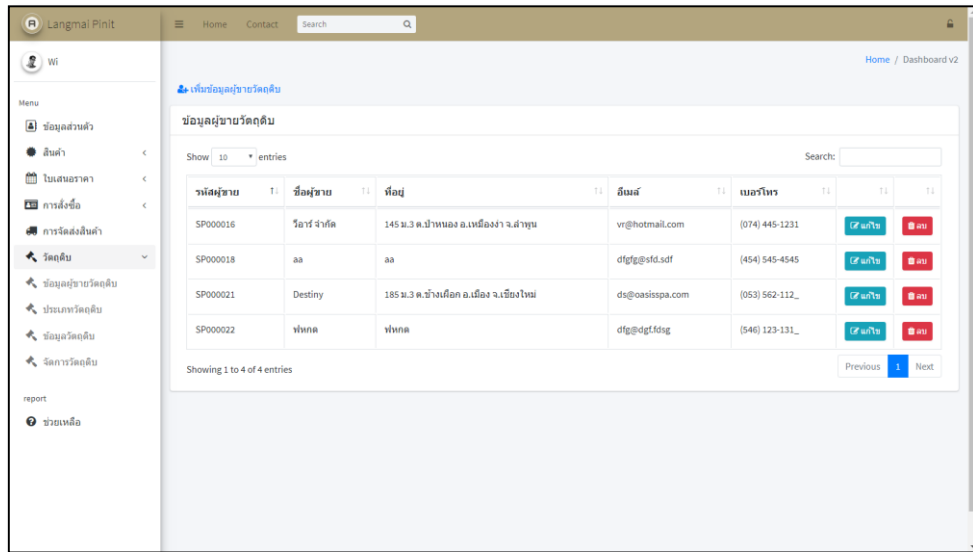 Langmai Pinit
Home Contact Search
Wi
Home / Dashboard v2
เพิ่มข้อมูลผู้ขายวัตถุดิบ
Menu
ข้อมูลส่วนตัว
สินค้า
ใบเสนอราคา
การสั่งซื้อ
การจัดส่งสินค้า
วัตถุดิบ
ข้อมูลผู้ขายวัตถุดิบ
ประเภทวัตถุดิบ
ข้อมูลวัตถุดิบ
จัดการวัตถุดิบ
report
ช่วยเหลือ
ข้อมูลผู้ขายวัตถุดิบ
Show 10 entries Search:
รหัสผู้ขาย ชื่อผู้ขาย ที่อยู่ อีเมล์ เบอร์โทร
SP000016 วีอาร์ จำกัด 145 ม.3 ต.ป่าหนอง อ.เหมืองง่า จ.ลำพูน vr@hotmail.com (074) 445-1231 แก้ไข ลบ
SP000018 aa aa dfgfg@sfd.sdf (454) 545-4545 แก้ไข ลบ
SP000021 Destiny 185 ม.3 ต.ช้างเผือก อ.เมือง จ.เชียงใหม่ ds@oasisspa.com (053) 562-112_ แก้ไข ลบ
SP000022 ฟหกด ฟหกด dfg@dgf.fdsg (546) 123-131_ แก้ไข ลบ
Showing 1 to 4 of 4 entries
Previous 1 Next